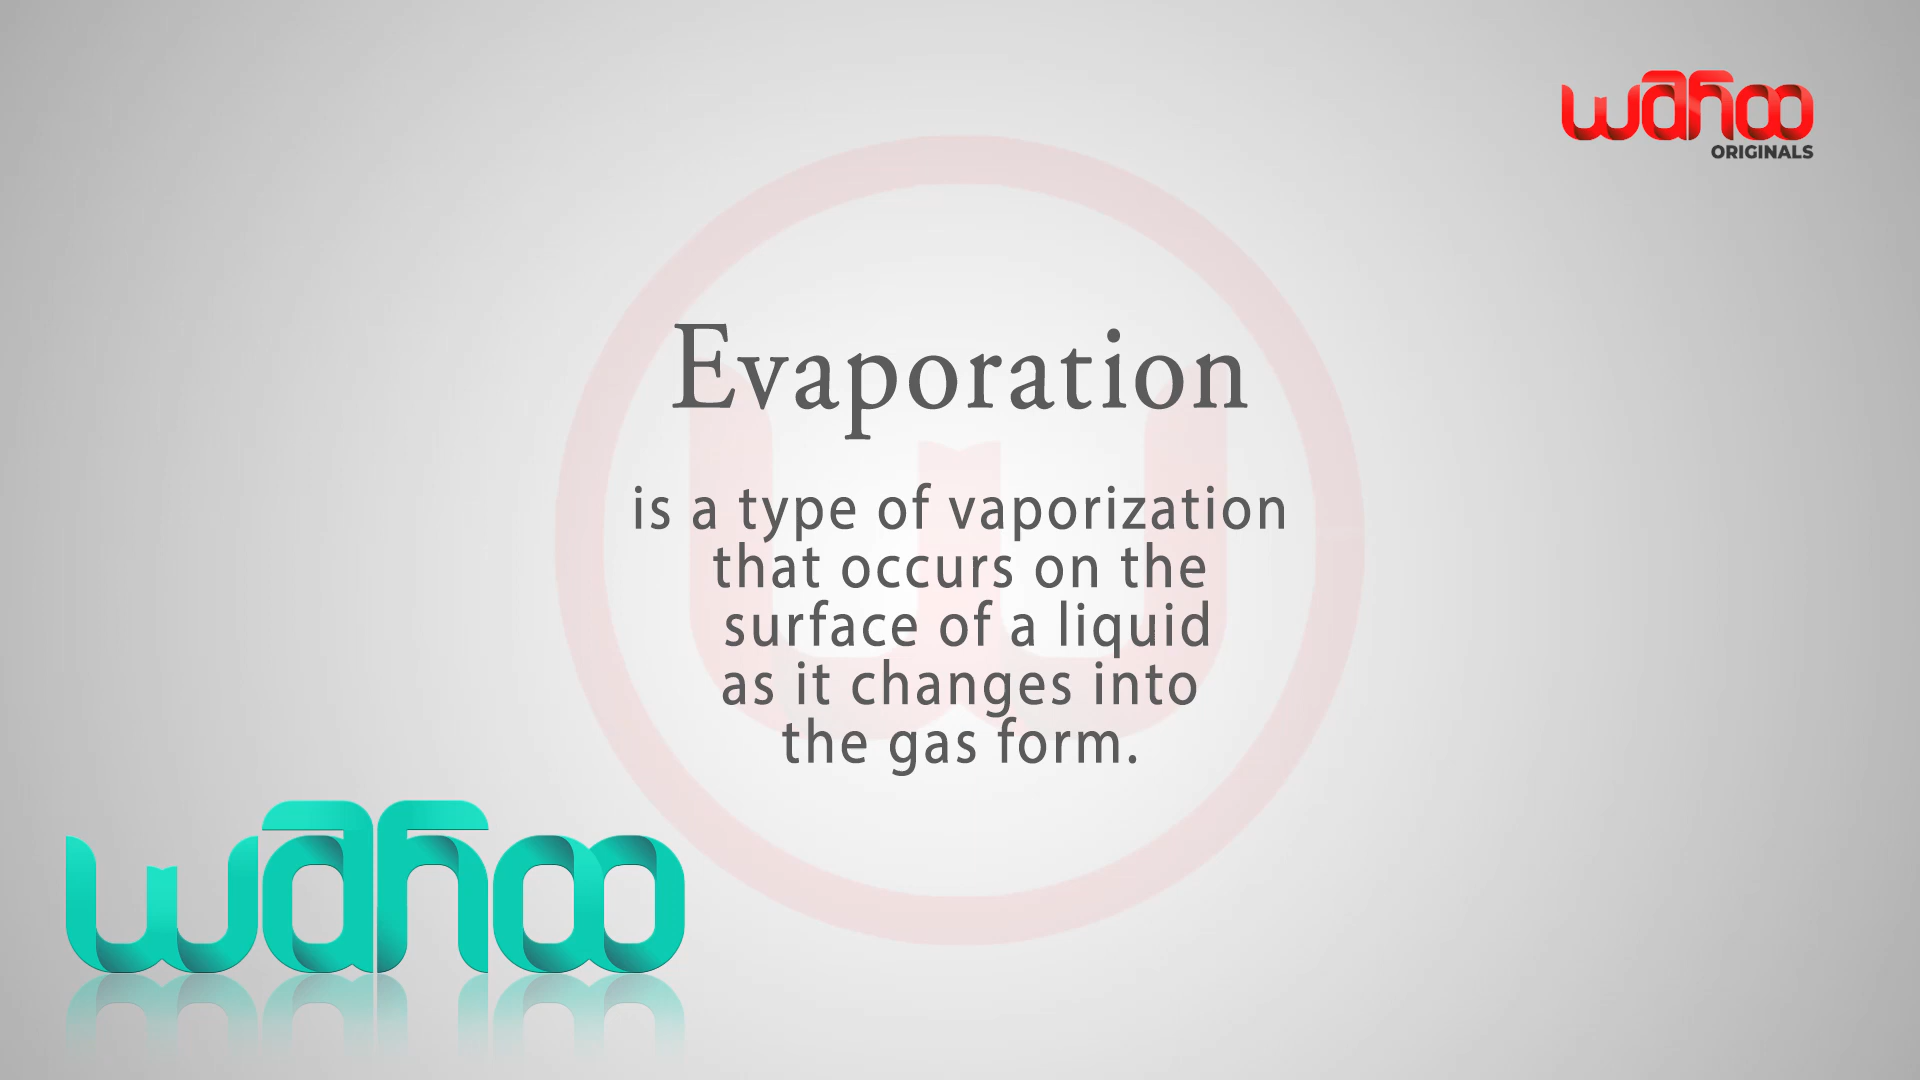 wahoo
ORIGINALS
Evaporation
is a type of vaporization
that occurs on the
surface of a liquid
as it changes into
the gas form.
wahoo